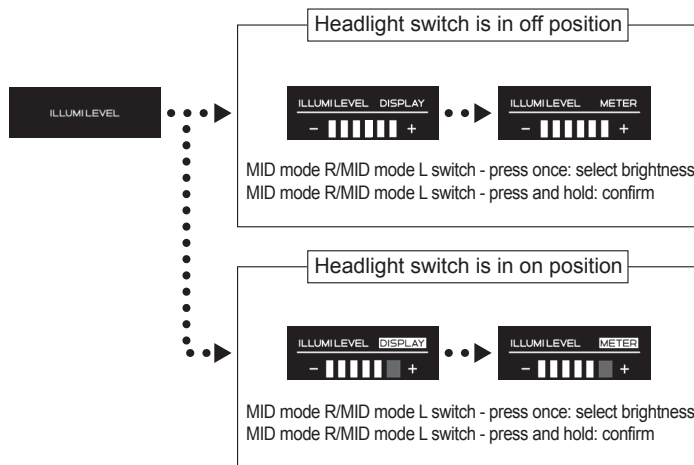 Headlight switch is in off position
ILLUMI LEVEL
ILLUMI LEVEL DISPLAY
- +
ILLUMI LEVEL METER
- +
MID mode R/MID mode L switch - press once: select brightness
MID mode R/MID mode L switch - press and hold: confirm
Headlight switch is in on position
ILLUMI LEVEL DISPLAY
- +
ILLUMI LEVEL METER
- +
MID mode R/MID mode L switch - press once: select brightness
MID mode R/MID mode L switch - press and hold: confirm